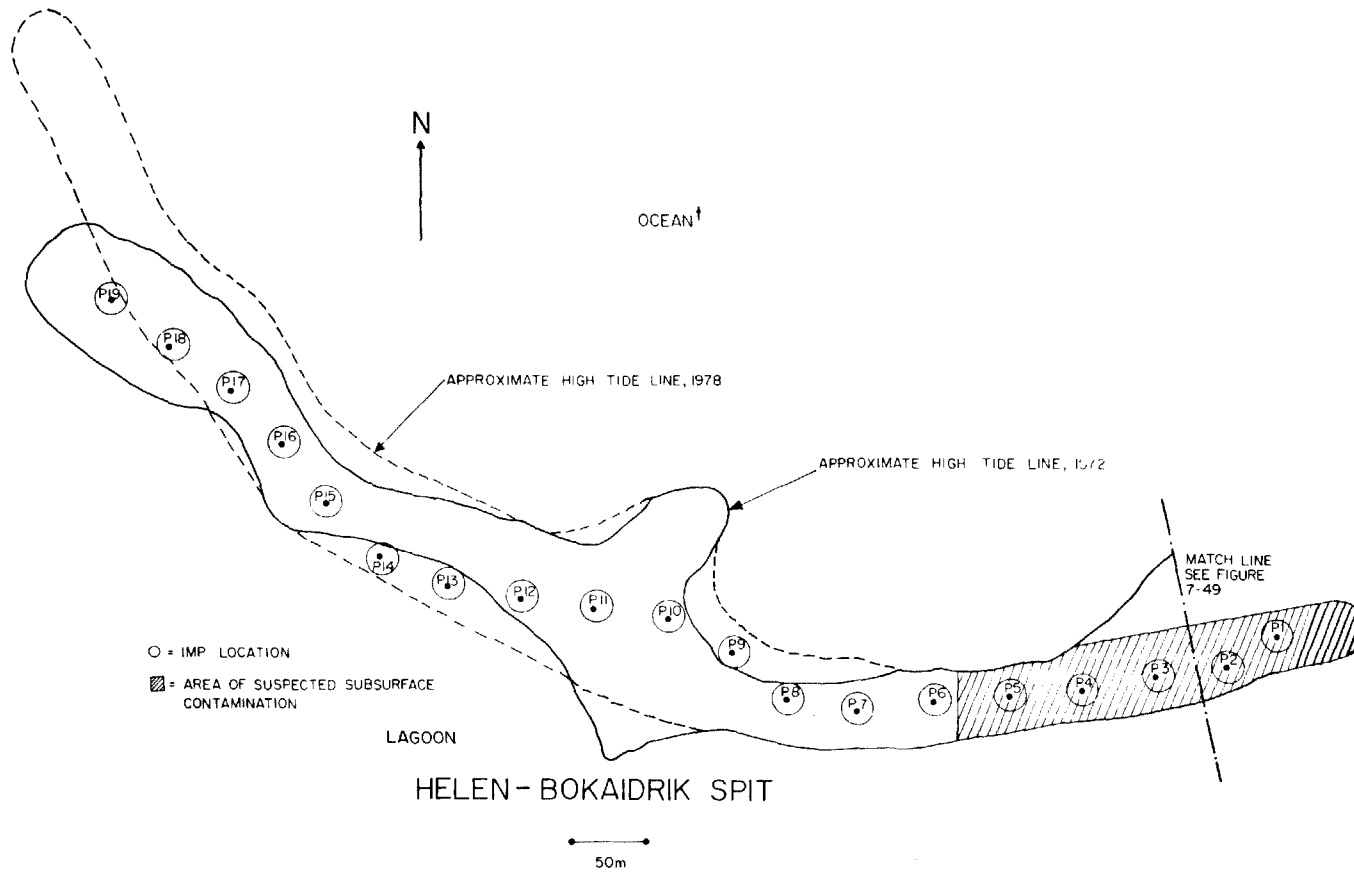 N
OCEAN†
P19
P18
P17
APPROXIMATE HIGH TIDE LINE, 1978
P16
APPROXIMATE HIGH TIDE LINE, 1972
P15
P14
P13
P12
P11
P10
P9
P8
P7
P6
P5
P4
P3
P2
P1
MATCH LINE
SEE FIGURE
7-49
○ = IMP LOCATION
= AREA OF SUSPECTED SUBSURFACE
CONTAMINATION
LAGOON
HELEN-BOKAIDRIK SPIT
50m